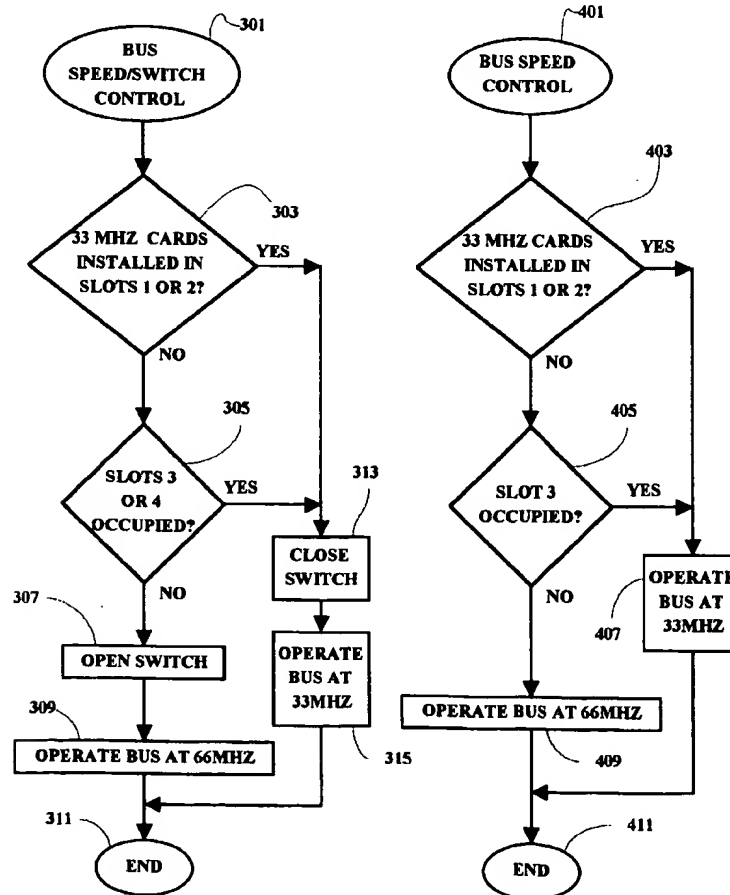 301
BUS
SPEED/SWITCH
CONTROL
303
33 MHZ CARDS
INSTALLED IN
SLOTS 1 OR 2?
YES
NO
305
SLOTS 3
OR 4
OCCUPIED?
YES
NO
313
CLOSE
SWITCH
307
OPEN SWITCH
OPERATE
BUS AT
33MHZ
315
309
OPERATE BUS AT 66MHZ
311
END
401
BUS SPEED
CONTROL
403
33 MHZ CARDS
INSTALLED IN
SLOTS 1 OR 2?
YES
NO
405
SLOT 3
OCCUPIED?
YES
NO
407
OPERATE
BUS AT
33MHZ
OPERATE BUS AT 66MHZ
409
411
END